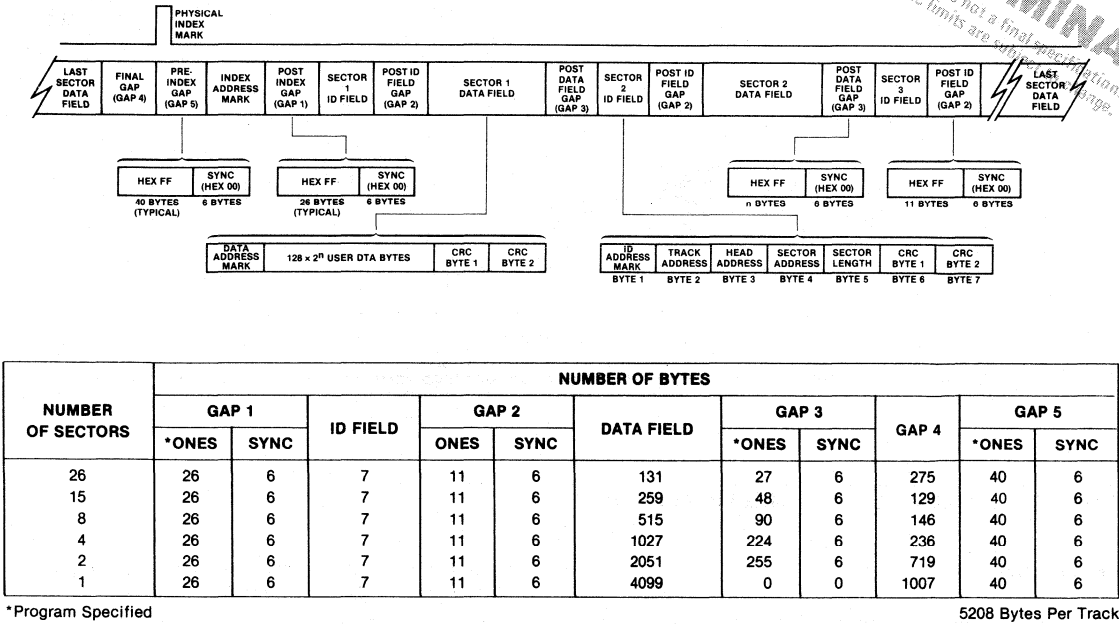 PHYSICAL
INDEX
MARK
not a final specification.
limits are subject change.
LAST
SECTOR
DATA
FIELD
FINAL
GAP
(GAP 4)
PRE-
INDEX
GAP
(GAP 5)
INDEX
ADDRESS
MARK
POST
INDEX
GAP
(GAP 1)
SECTOR
1
ID FIELD
POST ID
FIELD
GAP
(GAP 2)
SECTOR 1
DATA FIELD
POST
DATA
FIELD
GAP
(GAP 3)
SECTOR
2
ID FIELD
POST ID
FIELD
GAP
(GAP 2)
SECTOR 2
DATA FIELD
POST
DATA
FIELD
GAP
(GAP 3)
SECTOR
3
ID FIELD
POST ID
FIELD
GAP
(GAP 2)
LAST
SECTOR
DATA
FIELD
HEX FF
SYNC
(HEX 00)
40 BYTES
(TYPICAL)
6 BYTES
HEX FF
SYNC
(HEX 00)
26 BYTES
(TYPICAL)
6 BYTES
HEX FF
SYNC
(HEX 00)
n BYTES
6 BYTES
HEX FF
SYNC
(HEX 00)
11 BYTES
6 BYTES
DATA
ADDRESS
MARK
128 x 2n USER DTA BYTES
CRC
BYTE 1
CRC
BYTE 2
ID
ADDRESS
MARK
TRACK
ADDRESS
HEAD
ADDRESS
SECTOR
ADDRESS
SECTOR
LENGTH
CRC
BYTE 1
CRC
BYTE 2
BYTE 1 BYTE 2 BYTE 3 BYTE 4 BYTE 5 BYTE 6 BYTE 7
NUMBER
OF SECTORS
NUMBER OF BYTES
GAP 1 ID FIELD GAP 2 DATA FIELD GAP 3 GAP 4 GAP 5
*ONES SYNC ONES SYNC *ONES SYNC *ONES SYNC
26 26 6 7 11 6 131 27 6 275 40 6
15 26 6 7 11 6 259 48 6 129 40 6
8 26 6 7 11 6 515 90 6 146 40 6
4 26 6 7 11 6 1027 224 6 236 40 6
2 26 6 7 11 6 2051 255 6 719 40 6
1 26 6 7 11 6 4099 0 0 1007 40 6
*Program Specified
5208 Bytes Per Track